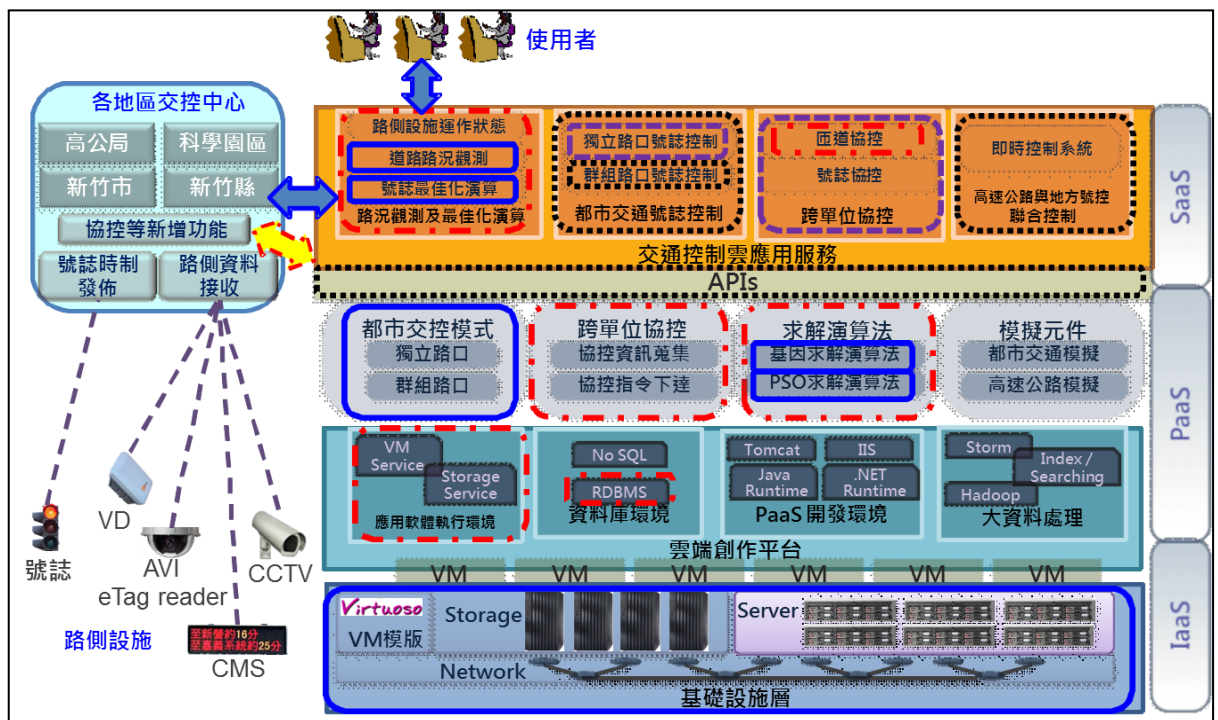 使用者
各地區交控中心
高公局
科學園區
新竹市
新竹縣
協控等新增功能
號誌時制
發佈
路側資料
接收
路側設施運作狀態
道路路況觀測
號誌最佳化演算
路況觀測及最佳化演算
獨立路口號誌控制
群組路口號誌控制
都市交通號誌控制
匝道協控
號誌協控
跨單位協控
即時控制系統
高速公路與地方號控
聯合控制
交通控制雲應用服務
SaaS
APIs
都市交控模式
獨立路口
群組路口
跨單位協控
協控資訊蒐集
協控指令下達
求解演算法
基因求解演算法
PSO求解演算法
模擬元件
都市交通模擬
高速公路模擬
PaaS
VM
Service
Storage
Service
應用軟體執行環境
No SQL
RDBMS
資料庫環境
Tomcat
IIS
Java
Runtime
.NET
Runtime
PaaS 開發環境
Storm
Index /
Searching
Hadoop
大資料處理
雲端創作平台
VM
VM
VM
VM
VM
VM
IaaS
Virtuoso
VM模版
Storage
Server
Network
基礎設施層
號誌
VD
AVI
eTag reader
CCTV
路側設施
至新營約16分
至嘉義系統約25分
CMS